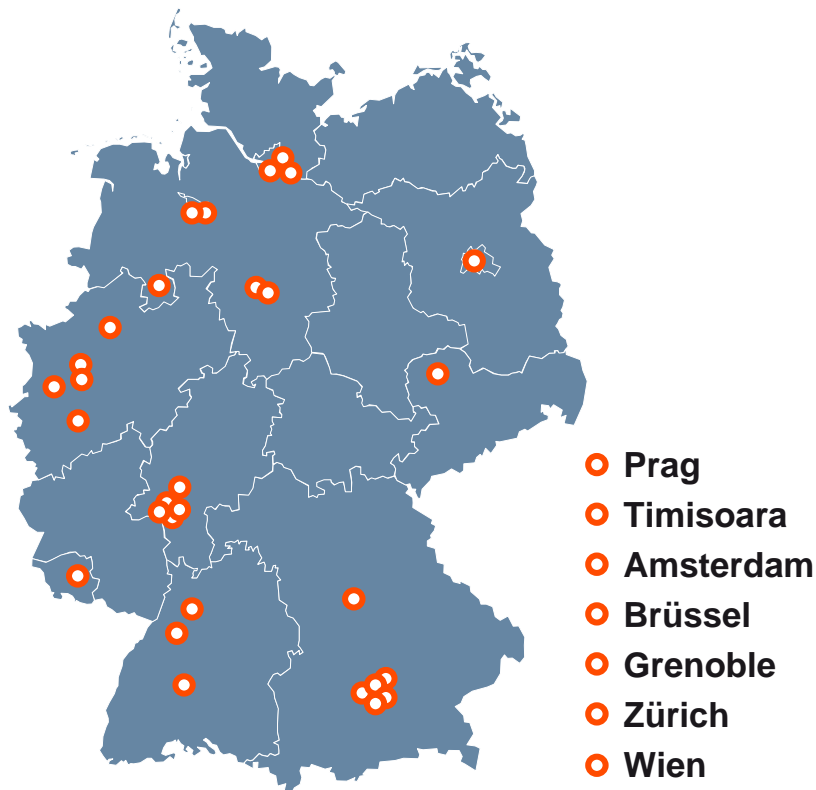 Prag
Timisoara
Amsterdam
Brüssel
Grenoble
Zürich
Wien